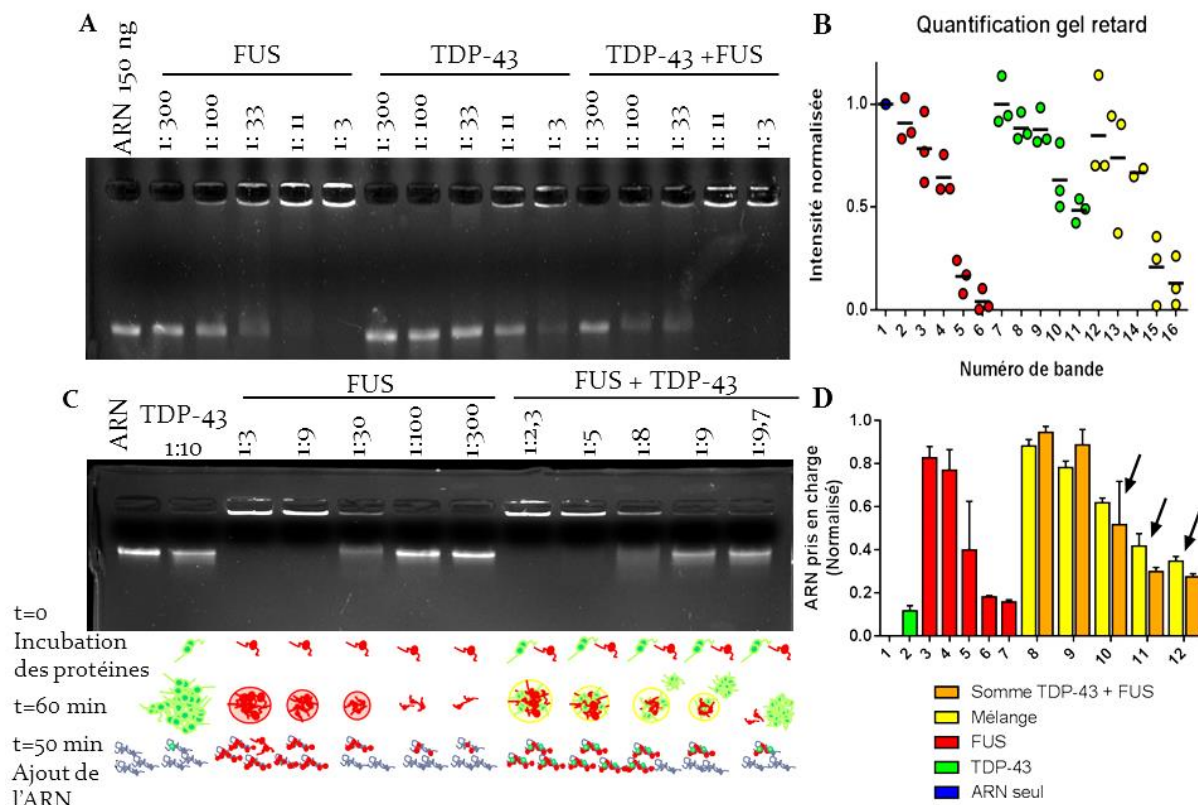 A
ARN 150 ng
FUS
TDP-43
TDP-43 +FUS
1: 300
1: 100
1: 33
1: 11
1: 3
1: 300
1: 100
1: 33
1: 11
1: 3
1: 300
1: 100
1: 33
1: 11
1: 3
B
Quantification gel retard
Intensité normalisée
1.0
0.5
0.0
1 2 3 4 5 6 7 8 9 10 11 12 13 14 15 16
Numéro de bande
C
ARN
TDP-43
1:10
FUS
1:3
1:9
1:30
1:100
1:300
FUS + TDP-43
1:2,3
1:5
1:8
1:9
1:9,7
t=0
Incubation
des protéines
t=60 min
t=50 min
Ajout de
l'ARN
D
ARN pris en charge
(Normalisé)
1.0
0.8
0.6
0.4
0.2
0.0
1 2 3 4 5 6 7 8 9 10 11 12 1
Somme TDP-43 + FUS
Mélange
FUS
TDP-43
ARN seul